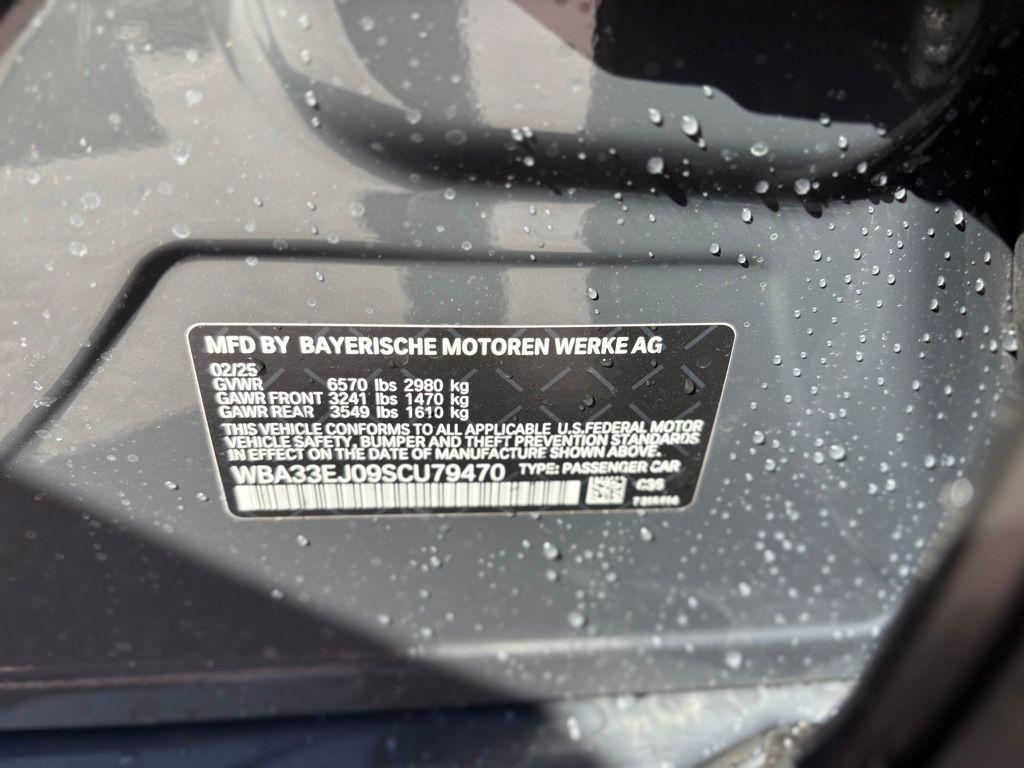 MFD BY BAYERISCHE MOTOREN WERKE AG
02/25
GVWR 6570 lbs 2980 kg
GAWR FRONT 3241 lbs 1470 kg
GAWR REAR 3549 lbs 1610 kg
THIS VEHICLE CONFORMS TO ALL APPLICABLE U.S.FEDERAL MOTOR
VEHICLE SAFETY, BUMPER AND THEFT PREVENTION STANDARDS
IN EFFECT ON THE DATE OF MANUFACTURE SHOWN ABOVE.
WBA33EJ09SCU79470 TYPE: PASSENGER CAR
C36